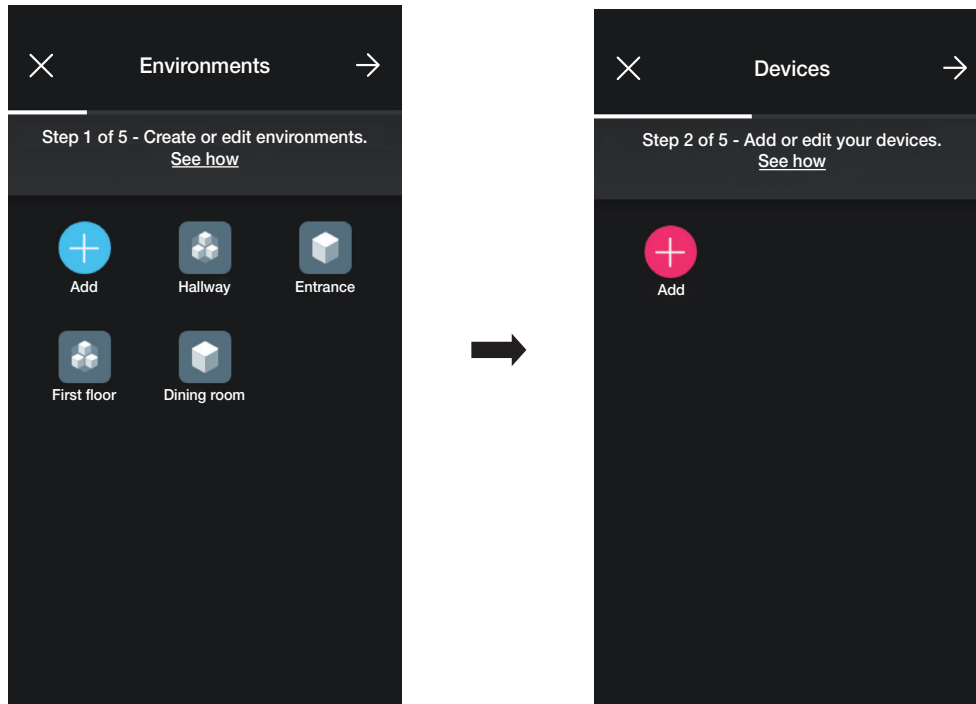 Environments
Step 1 of 5 - Create or edit environments.
See how
Add
Hallway
Entrance
First floor
Dining room
Devices
Step 2 of 5 - Add or edit your devices.
See how
Add